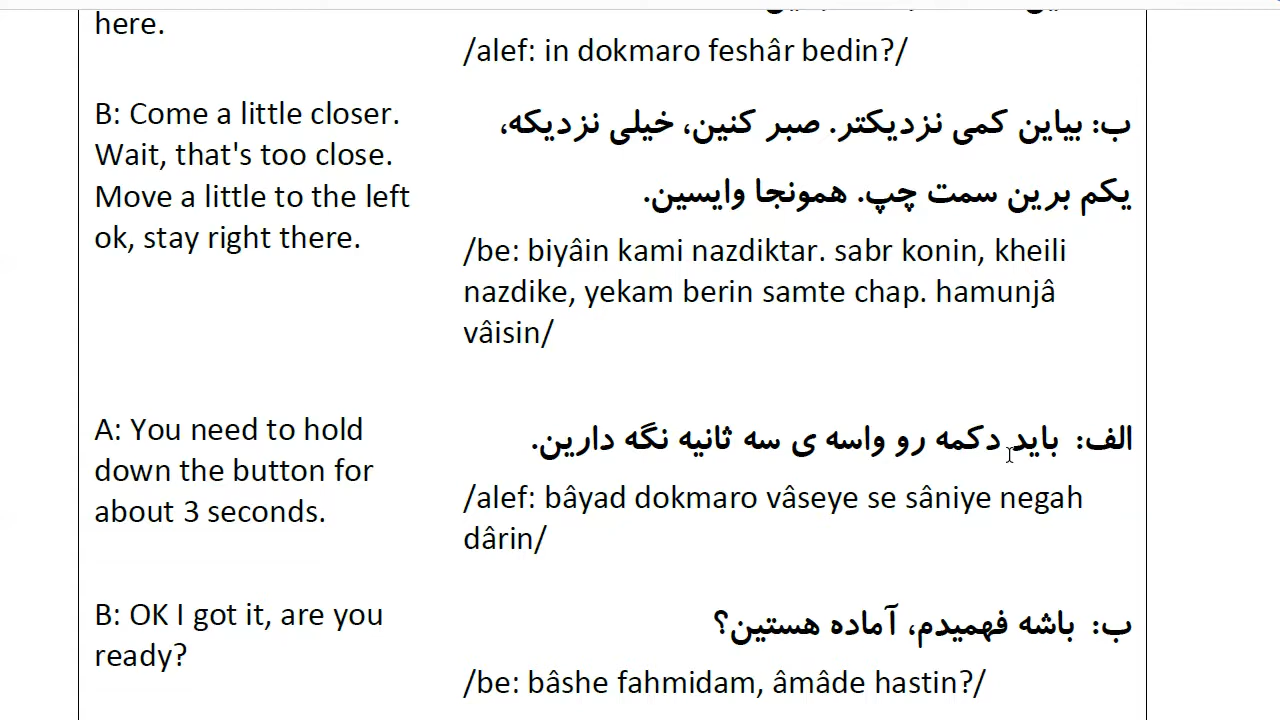 here.
/alef: in dokmaro feshâr bedin?/
B: Come a little closer.
Wait, that's too close.
Move a little to the left
ok, stay right there.
ب: بیاین کمی نزدیکتر. صبر کنین، خیلی نزدیکه،
یکم برین سمت چپ. همونجا وایسین.
/be: biyâin kami nazdiktar. sabr konin, kheili
nazdike, yekam berin samte chap. hamunjâ
vâisin/
A: You need to hold
down the button for
about 3 seconds.
الف: باید دکمه رو واسه ی سه ثانیه نگه دارین.
/alef: bâyad dokmaro vâseye se sâniye negah
dârin/
B: OK I got it, are you
ready?
ب: باشه فهمیدم، آماده هستین؟
/be: bâshe fahmidam, âmâde hastin?/